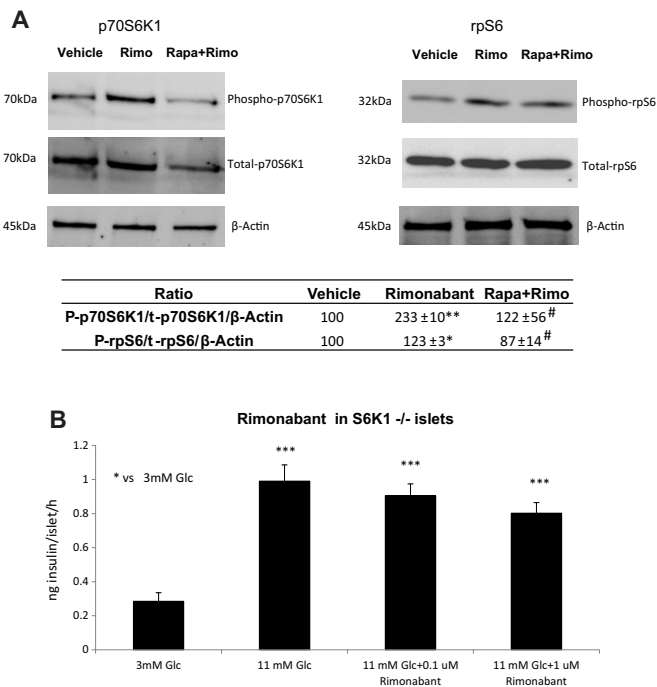 A
p70S6K1
rpS6
Vehicle Rimo Rapa+Rimo
Vehicle Rimo Rapa+Rimo
70kDa
Phospho-p70S6K1
32kDa
Phospho-rpS6
70kDa
Total-p70S6K1
32kDa
Total-rpS6
45kDa
β-Actin
45kDa
β-Actin
Ratio Vehicle Rimonabant Rapa+Rimo
P-p70S6K1/t-p70S6K1/β-Actin 100 233 ±10** 122 ±56#
P-rpS6/t -rpS6/β-Actin 100 123 ±3* 87±14#
B
Rimonabant in S6K1 -/- islets
ng insulin/islet/h
1.2
1
0.8
0.6
0.4
0.2
0
* vs 3mM Glc
***
***
***
3mM Glc
11 mM Glc
11 mM Glc+0.1 uM
Rimonabant
11 mM Glc+1 uM
Rimonabant